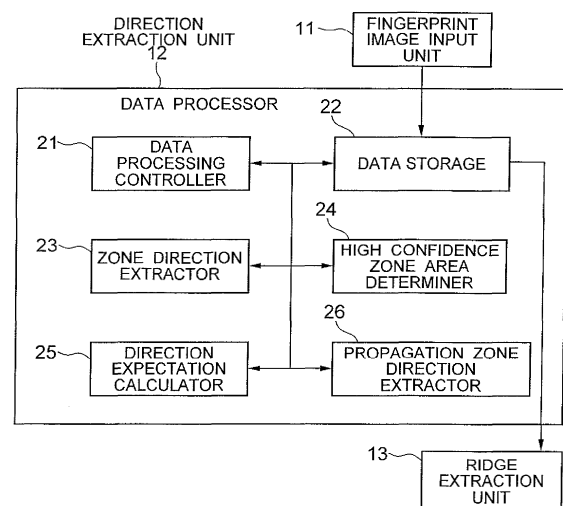 DIRECTION
EXTRACTION UNIT
12
11
FINGERPRINT
IMAGE INPUT
UNIT
DATA PROCESSOR
21
DATA
PROCESSING
CONTROLLER
22
DATA STORAGE
23
ZONE DIRECTION
EXTRACTOR
24
HIGH CONFIDENCE
ZONE AREA
DETERMINER
25
DIRECTION
EXPECTATION
CALCULATOR
26
PROPAGATION ZONE
DIRECTION
EXTRACTOR
13
RIDGE
EXTRACTION
UNIT